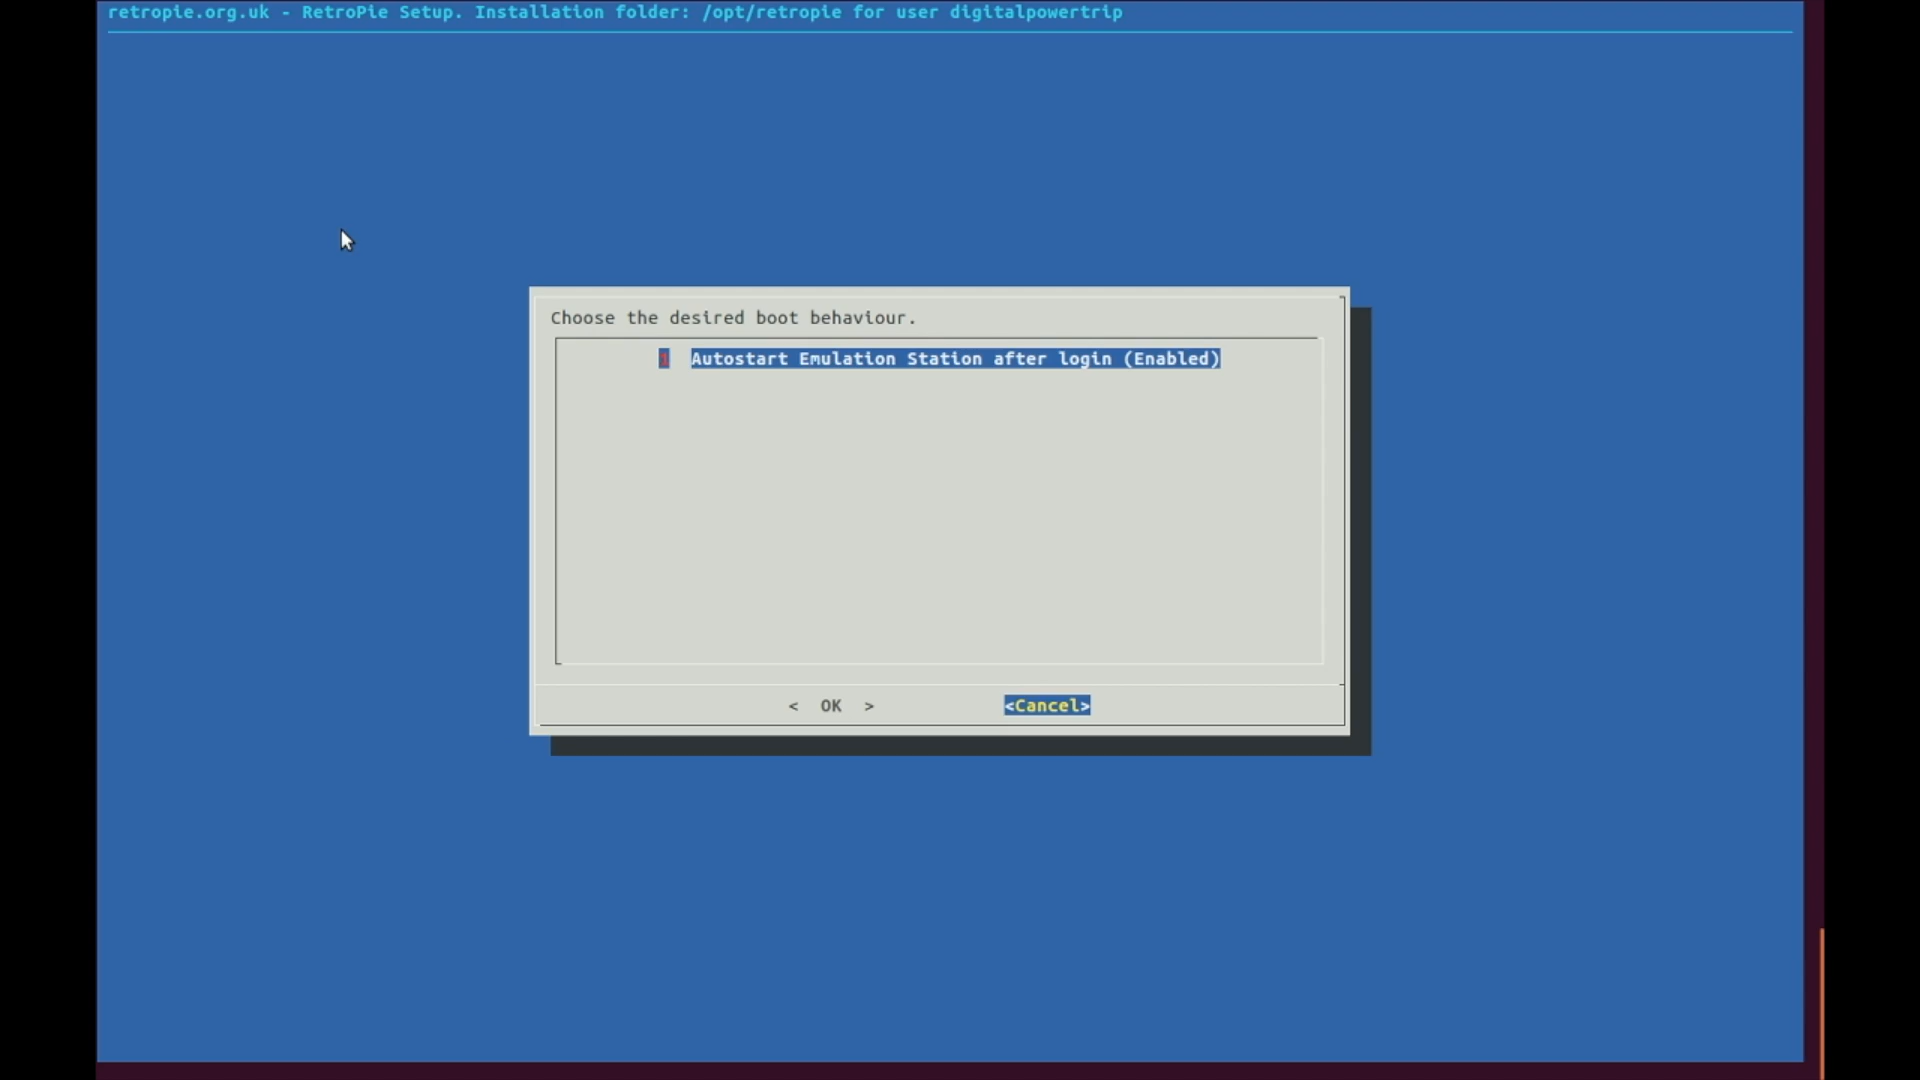 retropie.org.uk - RetroPie Setup. Installation folder: /opt/retropie for user digitalpowertrip
Choose the desired boot behaviour.
1 Autostart Emulation Station after login (Enabled)
< OK > <Cancel>